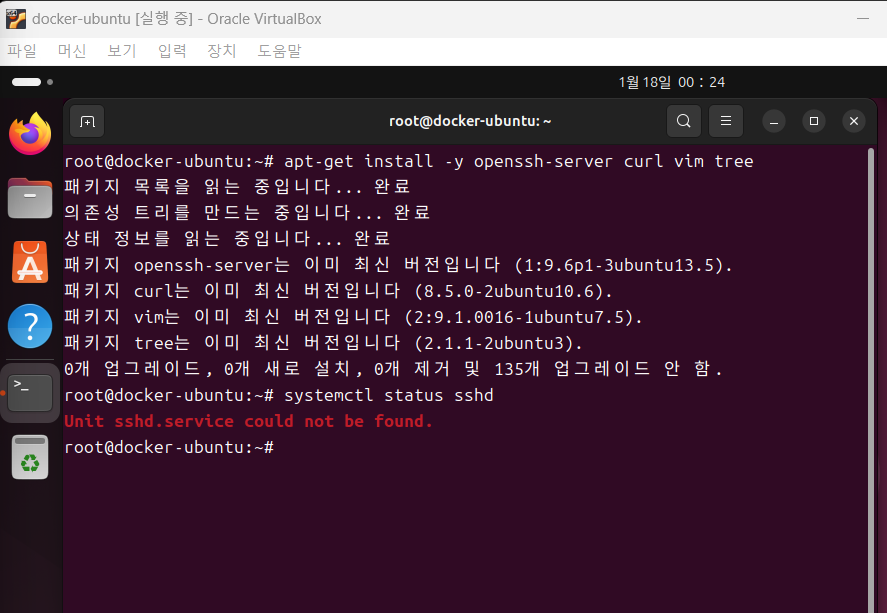 docker-ubuntu [실행 중] - Oracle VirtualBox
파일 머신 보기 입력 장치 도움말
1월 18일 00 : 24
root@docker-ubuntu: ~
root@docker-ubuntu:~# apt-get install -y openssh-server curl vim tree
패키지 목록을 읽는 중입니다... 완료
의존성 트리를 만드는 중입니다... 완료
상태 정보를 읽는 중입니다... 완료
패키지 openssh-server는 이미 최신 버전입니다 (1:9.6p1-3ubuntu13.5).
패키지 curl는 이미 최신 버전입니다 (8.5.0-2ubuntu10.6).
패키지 vim는 이미 최신 버전입니다 (2:9.1.0016-1ubuntu7.5).
패키지 tree는 이미 최신 버전입니다 (2.1.1-2ubuntu3).
0개 업그레이드, 0개 새로 설치, 0개 제거 및 135개 업그레이드 안 함.
root@docker-ubuntu:~# systemctl status sshd
Unit sshd.service could not be found.
root@docker-ubuntu:~#